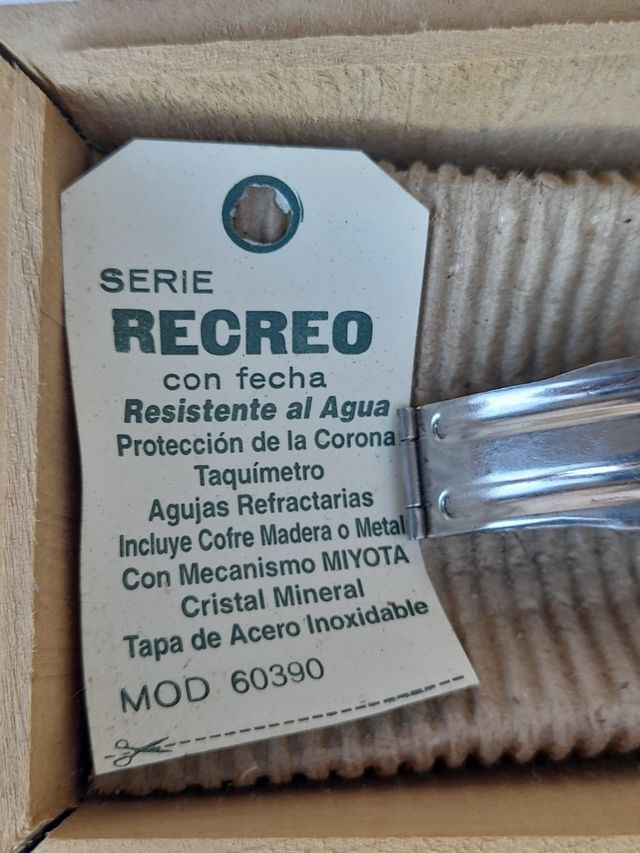 SERIE
RECREO
con fecha
Resistente al Agua
Protección de la Corona
Taquímetro
Agujas Refractarias
Incluye Cofre Madera o Metal
Con Mecanismo MIYOTA
Cristal Mineral
Tapa de Acero Inoxidable
MOD 60390